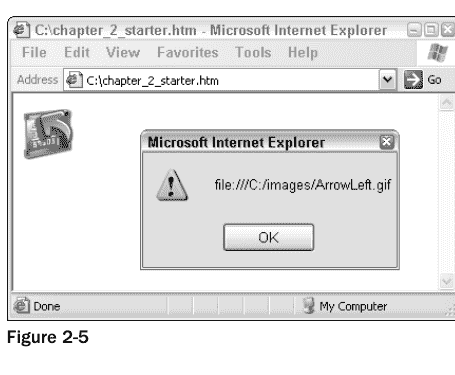 C:\chapter_2_starter.htm - Microsoft Internet Explorer
File Edit View Favorites Tools Help
Address C:\chapter_2_starter.htm Go
Microsoft Internet Explorer
file:///C:/images/ArrowLeft.gif
OK
Done My Computer
Figure 2-5